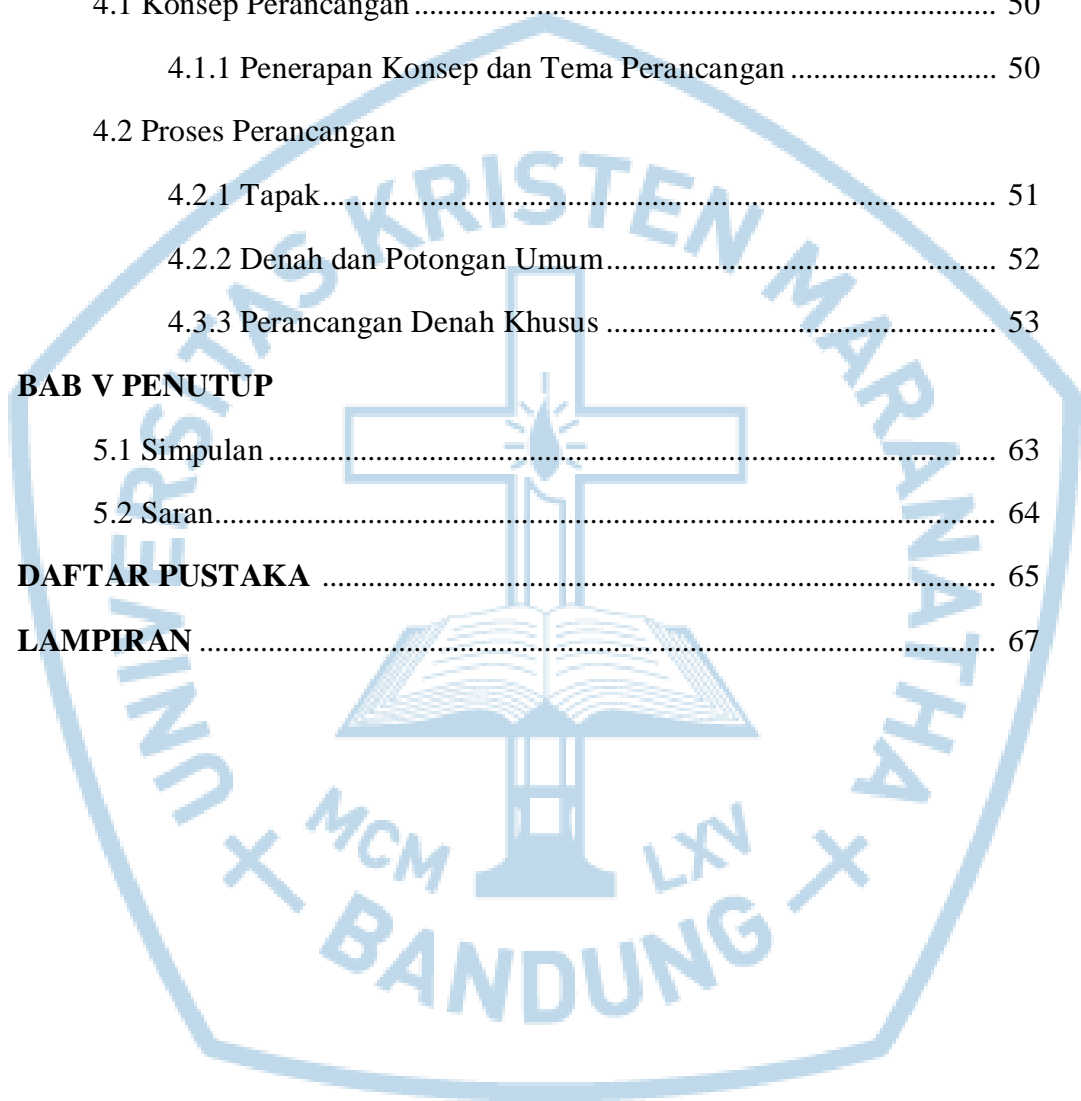 4.1 Konsep Perancangan ........................................................................... 50
4.1.1 Penerapan Konsep dan Tema Perancangan ........................... 50
4.2 Proses Perancangan
4.2.1 Tapak....................................................................................... 51
4.2.2 Denah dan Potongan Umum.................................................. 52
4.3.3 Perancangan Denah Khusus .................................................. 53
BAB V PENUTUP
5.1 Simpulan .............................................................................................. 63
5.2 Saran.................................................................................................... 64
DAFTAR PUSTAKA ...................................................................................... 65
LAMPIRAN ...................................................................................................... 67
UNIVERSITAS KRISTEN MARANATHA
MCM LXV
BANDUNG